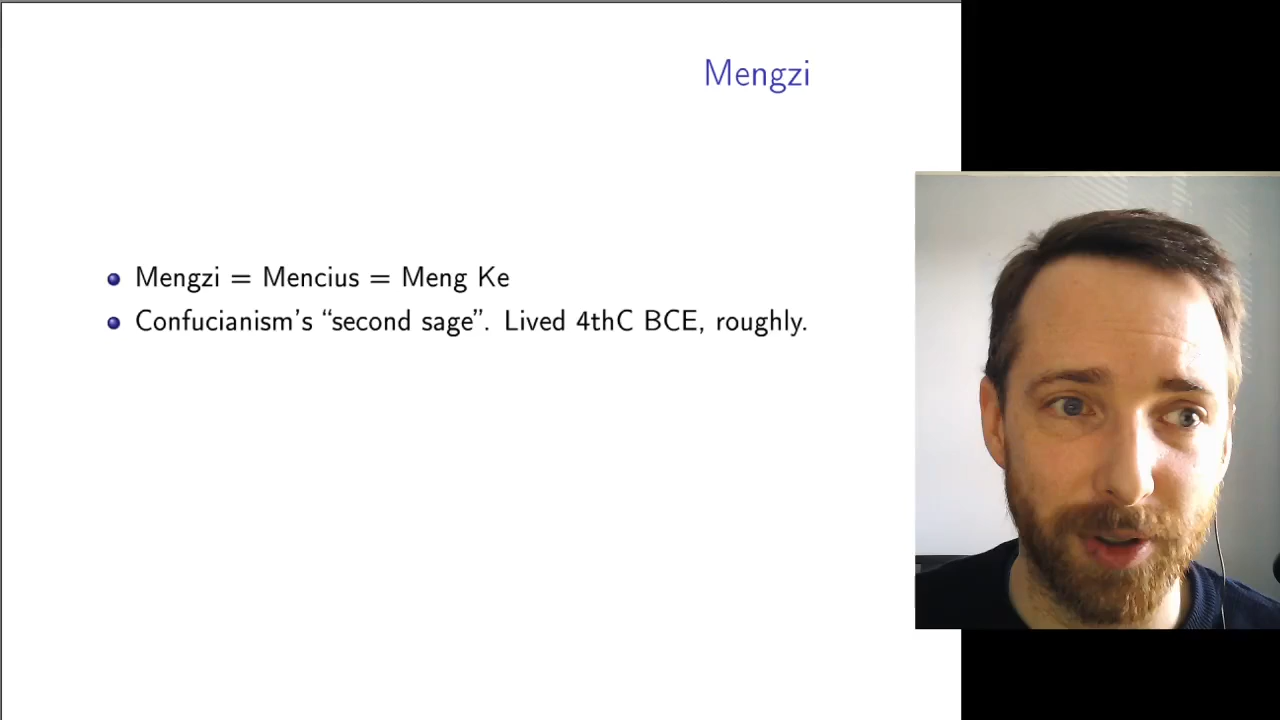 Mengzi
Mengzi = Mencius = Meng Ke
Confucianism's “second sage”. Lived 4thC BCE, roughly.